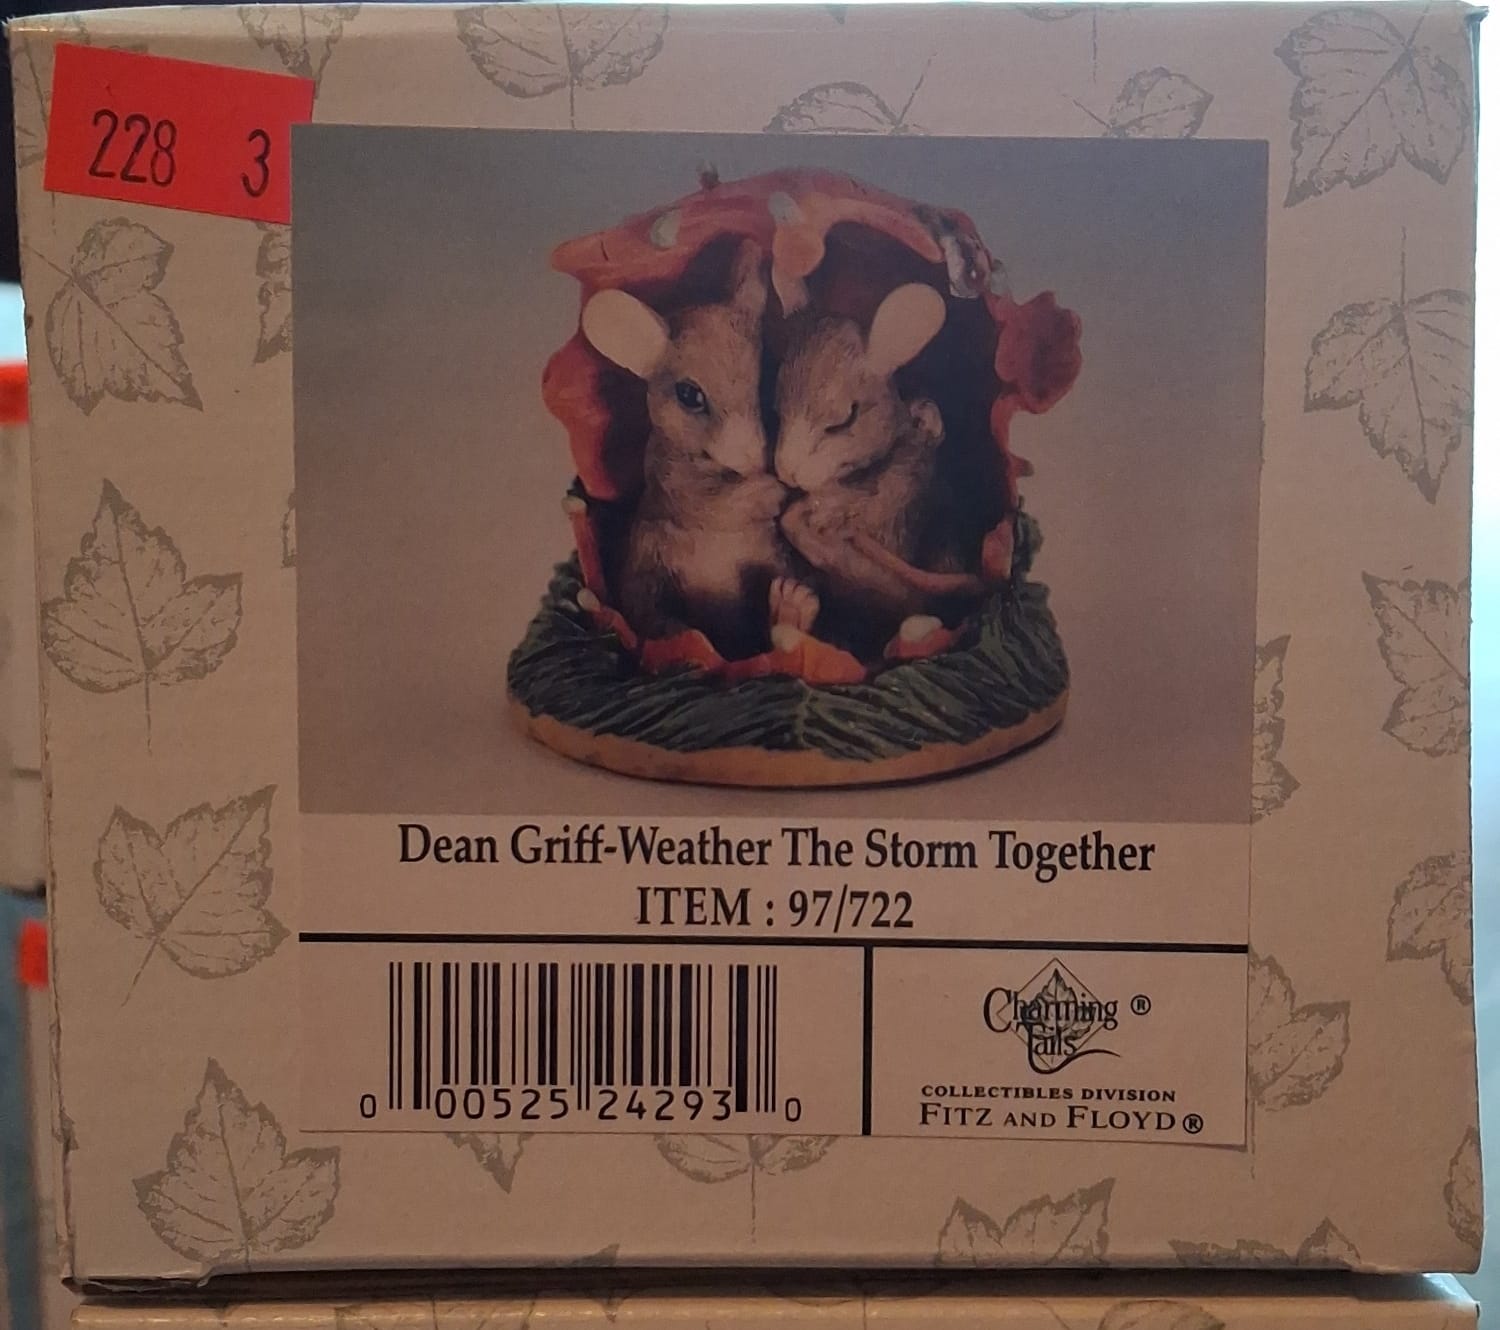 228 3
Dean Griff-Weather The Storm Together
ITEM : 97/722
0 00525 24293 0
Charming ®
Tails
COLLECTIBLES DIVISION
FITZ AND FLOYD®